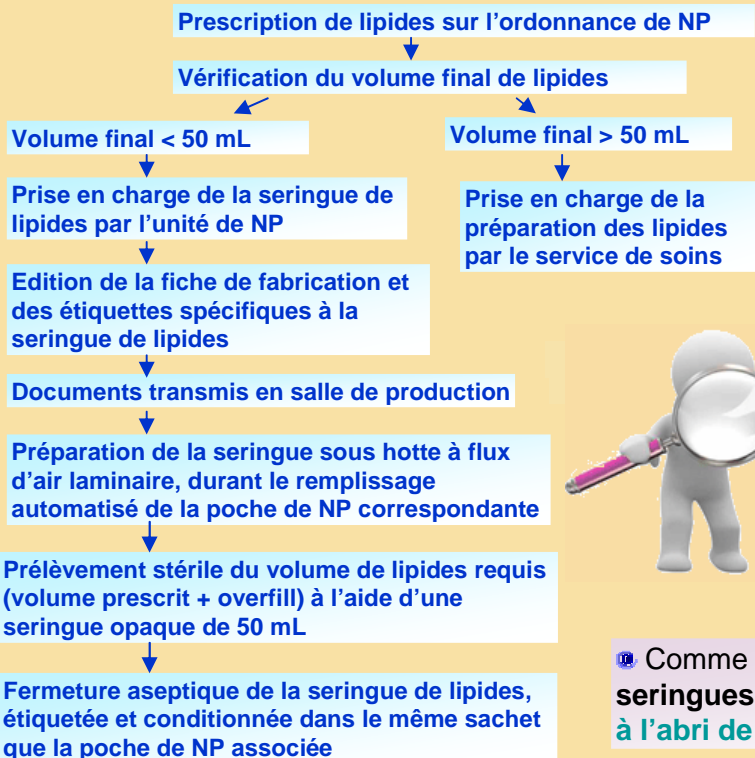 Prescription de lipides sur l’ordonnance de NP
Vérification du volume final de lipides
Volume final < 50 mL
Volume final > 50 mL
Prise en charge de la seringue de
lipides par l’unité de NP
Prise en charge de la
préparation des lipides
par le service de soins
Edition de la fiche de fabrication et
des étiquettes spécifiques à la
seringue de lipides
Documents transmis en salle de production
Préparation de la seringue sous hotte à flux
d’air laminaire, durant le remplissage
automatisé de la poche de NP correspondante
Prélèvement stérile du volume de lipides requis
(volume prescrit + overfill) à l’aide d’une
seringue opaque de 50 mL
Fermeture aseptique de la seringue de lipides,
étiquetée et conditionnée dans le même sachet
que la poche de NP associée
Comme
seringues
à l’abri de